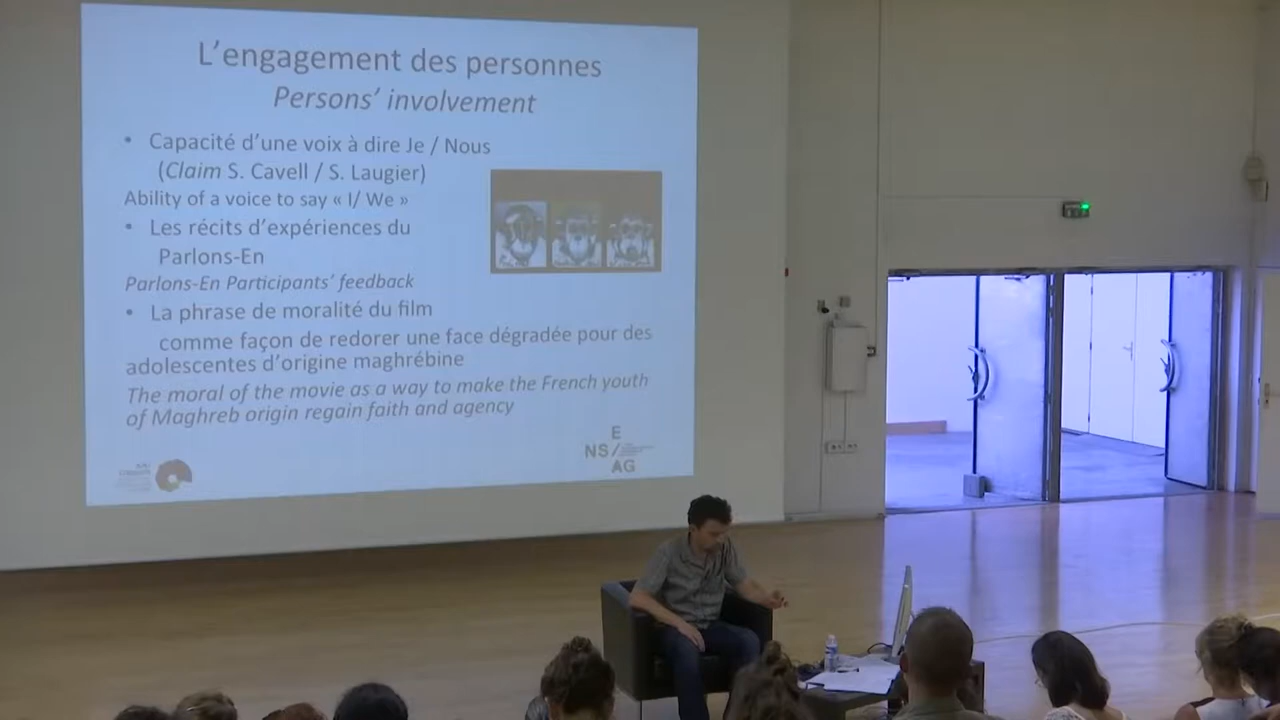 L'engagement des personnes
Persons' involvement
• Capacité d'une voix à dire Je / Nous
(Claim S. Cavell / S. Laugier)
Ability of a voice to say « I/ We »
• Les récits d'expériences du
Parlons-En
Parlons-En Participants' feedback
• La phrase de moralité du film
comme façon de redorer une face dégradée pour des
adolescentes d'origine maghrébine
The moral of the movie as a way to make the French youth
of Maghreb origin regain faith and agency
E
NS/
AG